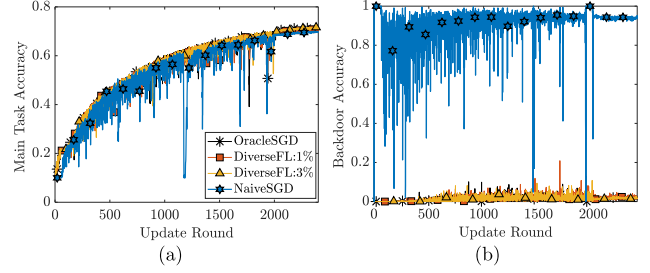 0.8
0.6
0.4
0.2
0
Main Task Accuracy
OracleSGD
DiverseFL:1%
DiverseFL:3%
NaiveSGD
0 500 1000 1500 2000
Update Round
(a)
1
0.8
0.6
0.4
0.2
0
Backdoor Accuracy
0 500 1000 1500 2000
Update Round
(b)